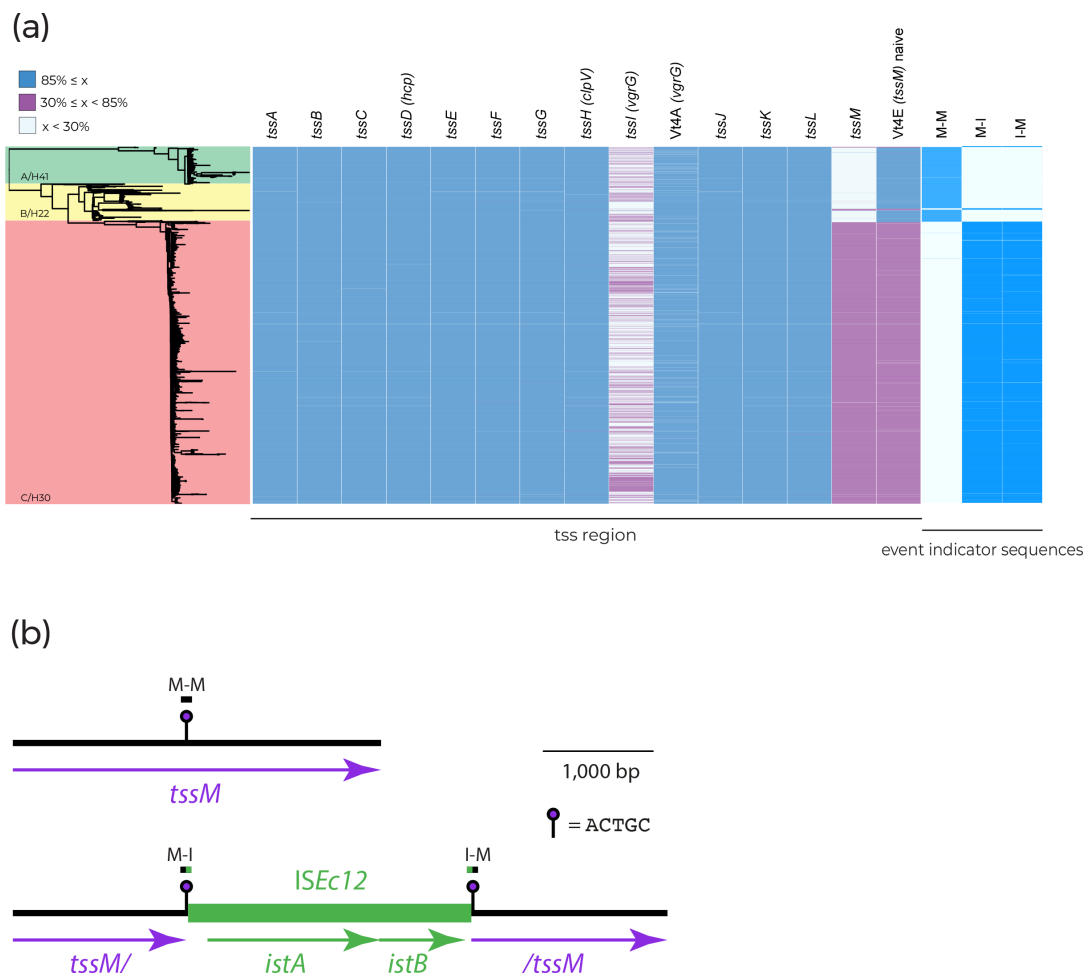 (a)
85% ≤ x
30% ≤ x < 85%
x < 30%
tssA
tssB
tssC
tssD (hcp)
tssE
tssF
tssG
tssH (clpV)
tssI (vgrG)
Vt4A (vgrG)
tssJ
tssK
tssL
tssM
Vt4E (tssM) naive
M-M
M-I
I-M
A/H41
B/H22
C/H30
tss region
event indicator sequences
(b)
M-M
tssM
1,000 bp
= ACTGC
M-I
I-M
ISEc12
tssM/
istA
istB
/tssM